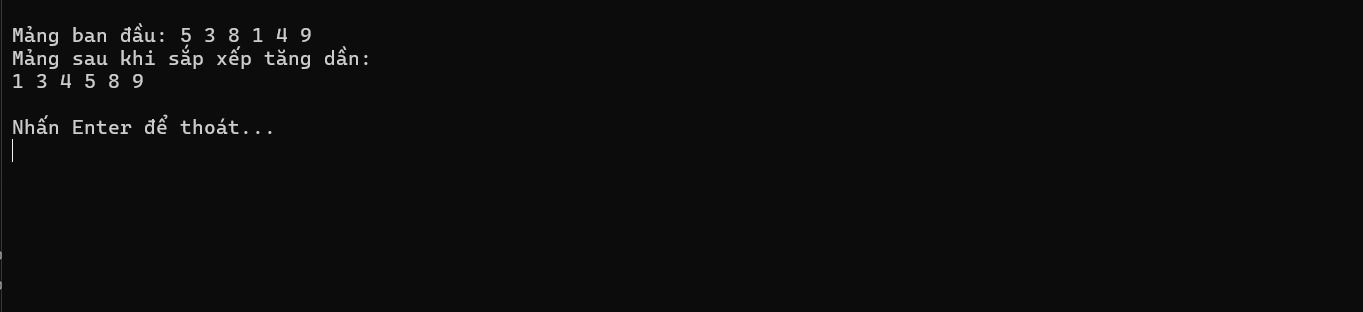 Mảng ban đầu: 5 3 8 1 4 9
Mảng sau khi sắp xếp tăng dần:
1 3 4 5 8 9
Nhấn Enter để thoát...